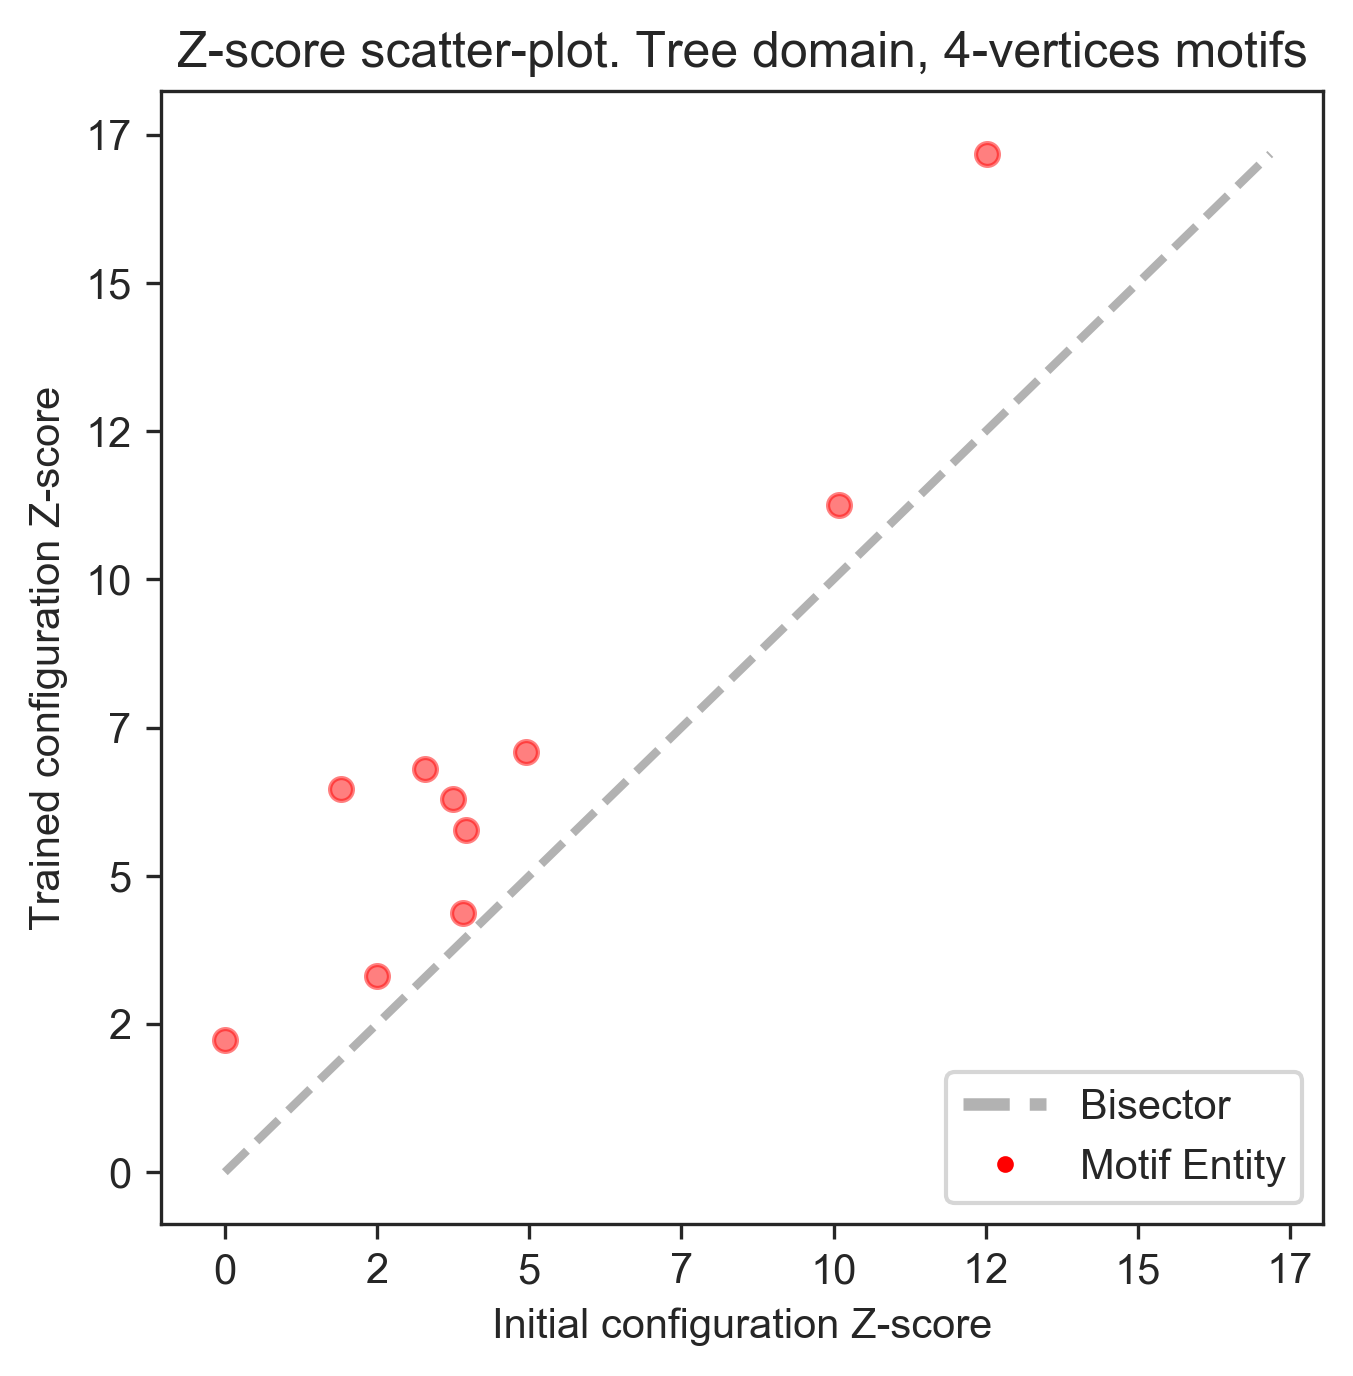 Z-score scatter-plot. Tree domain, 4-vertices motifs
17
15
12
10
7
5
2
0
Trained configuration Z-score
Bisector
Motif Entity
0 2 5 7 10 12 15 17
Initial configuration Z-score